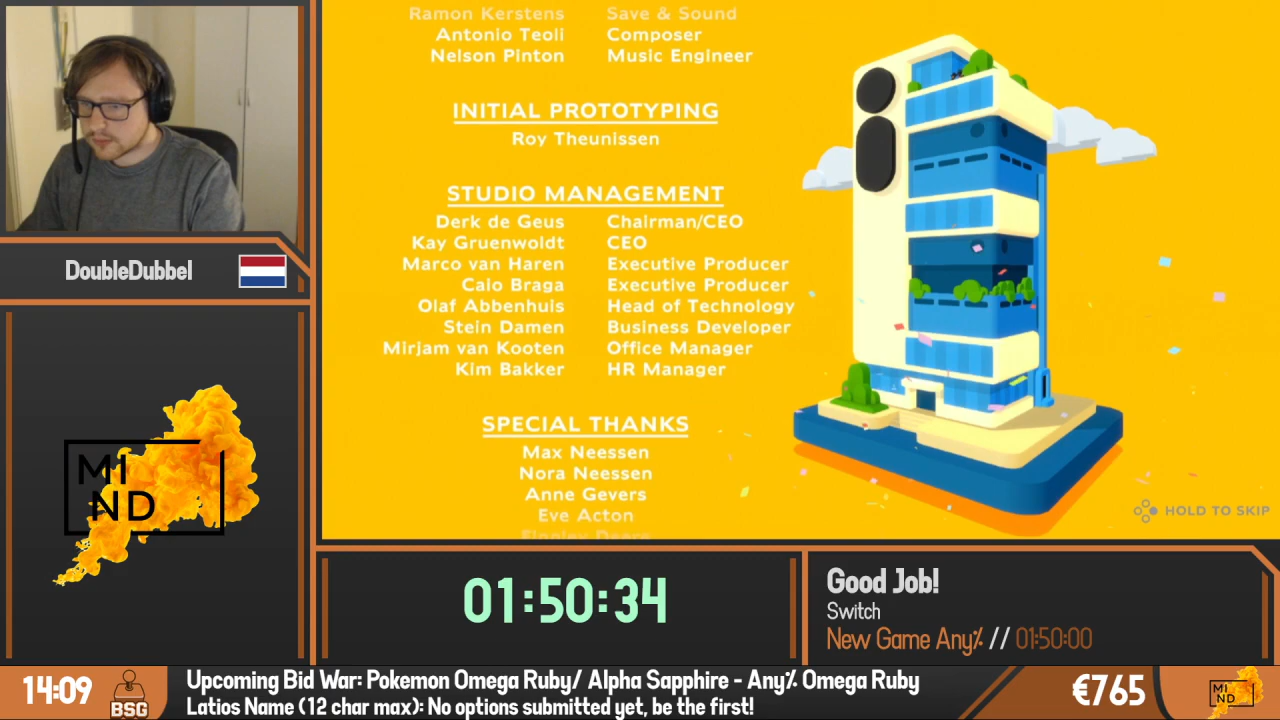 Ramon Kerstens Save & Sound
Antonio Teoli Composer
Nelson Pinton Music Engineer
INITIAL PROTOTYPING
Roy Theunissen
STUDIO MANAGEMENT
Derk de Geus Chairman/CEO
Kay Gruenwoldt CEO
Marco van Haren Executive Producer
Caio Braga Executive Producer
Olaf Abbenhuis Head of Technology
Stein Damen Business Developer
Mirjam van Kooten Office Manager
Kim Bakker HR Manager
SPECIAL THANKS
Max Neessen
Nora Neessen
Anne Gevers
Eve Acton
HOLD TO SKIP
DoubleDubbel
MI
ND
01:50:34
Good Job!
Switch
New Game Any% // 01:50:00
14:09
BSG
Upcoming Bid War: Pokemon Omega Ruby/ Alpha Sapphire - Any% Omega Ruby
Latios Name (12 char max): No options submitted yet, be the first!
€765
MI
ND